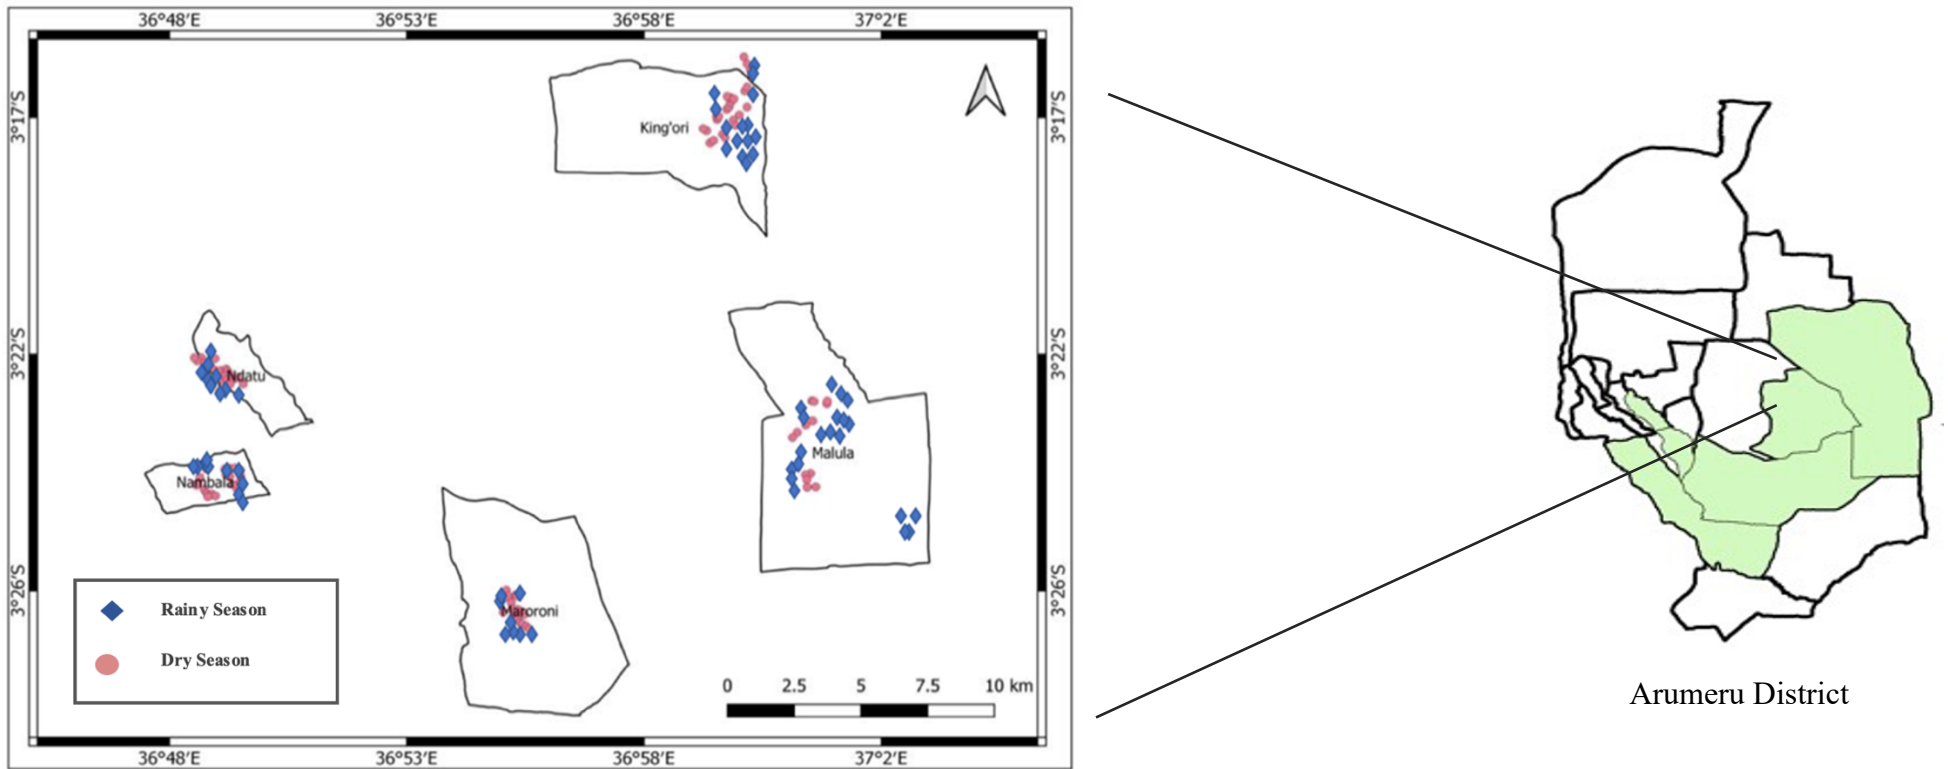 36°48′E 36°53′E 36°58′E 37°2′E
3°17′S 3°17′S
King'ori
3°22′S 3°22′S
Ndatu
Malula
Nambala
3°26′S 3°26′S
Maroroni
Rainy Season
Dry Season
0 2.5 5 7.5 10 km
36°48′E 36°53′E 36°58′E 37°2′E
Arumeru District